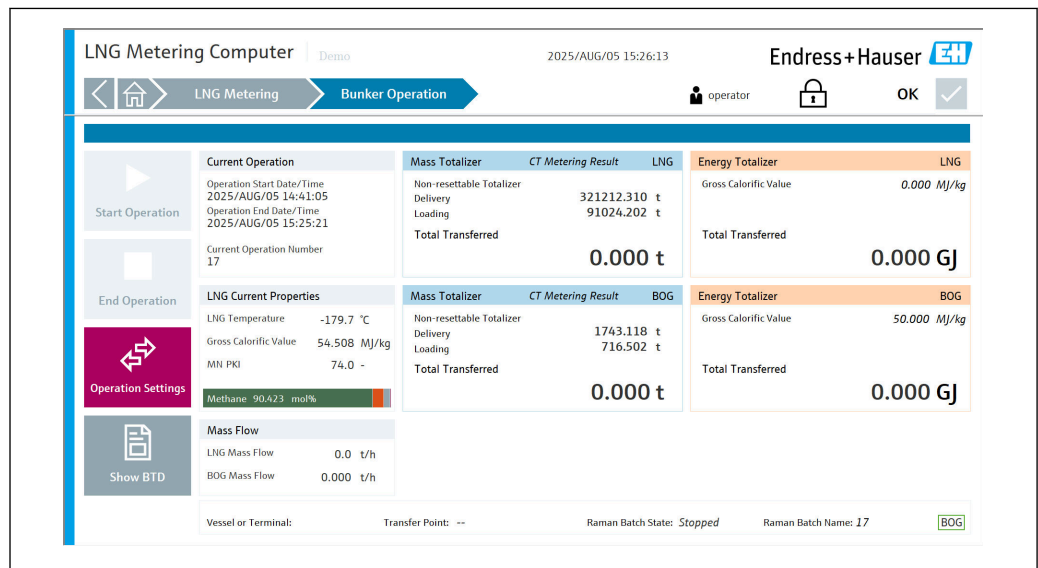 LNG Metering Computer Demo 2025/AUG/05 15:26:13 Endress+Hauser EH
LNG Metering Bunker Operation operator 1 OK
Start Operation
End Operation
Operation Settings
Show BTD
Current Operation
Operation Start Date/Time
2025/AUG/05 14:41:05
Operation End Date/Time
2025/AUG/05 15:25:21
Current Operation Number
17
Mass Totalizer CT Metering Result LNG
Non-resettable Totalizer
Delivery 321212.310 t
Loading 91024.202 t
Total Transferred
0.000 t
Energy Totalizer LNG
Gross Calorific Value 0.000 MJ/kg
Total Transferred
0.000 GJ
LNG Current Properties
LNG Temperature -179.7 °C
Gross Calorific Value 54.508 MJ/kg
MN PKI 74.0 -
Methane 90.423 mol%
Mass Totalizer CT Metering Result BOG
Non-resettable Totalizer
Delivery 1743.118 t
Loading 716.502 t
Total Transferred
0.000 t
Energy Totalizer BOG
Gross Calorific Value 50.000 MJ/kg
Total Transferred
0.000 GJ
Mass Flow
LNG Mass Flow 0.0 t/h
BOG Mass Flow 0.000 t/h
Vessel or Terminal: Transfer Point: -- Raman Batch State: Stopped Raman Batch Name: 17 BOG